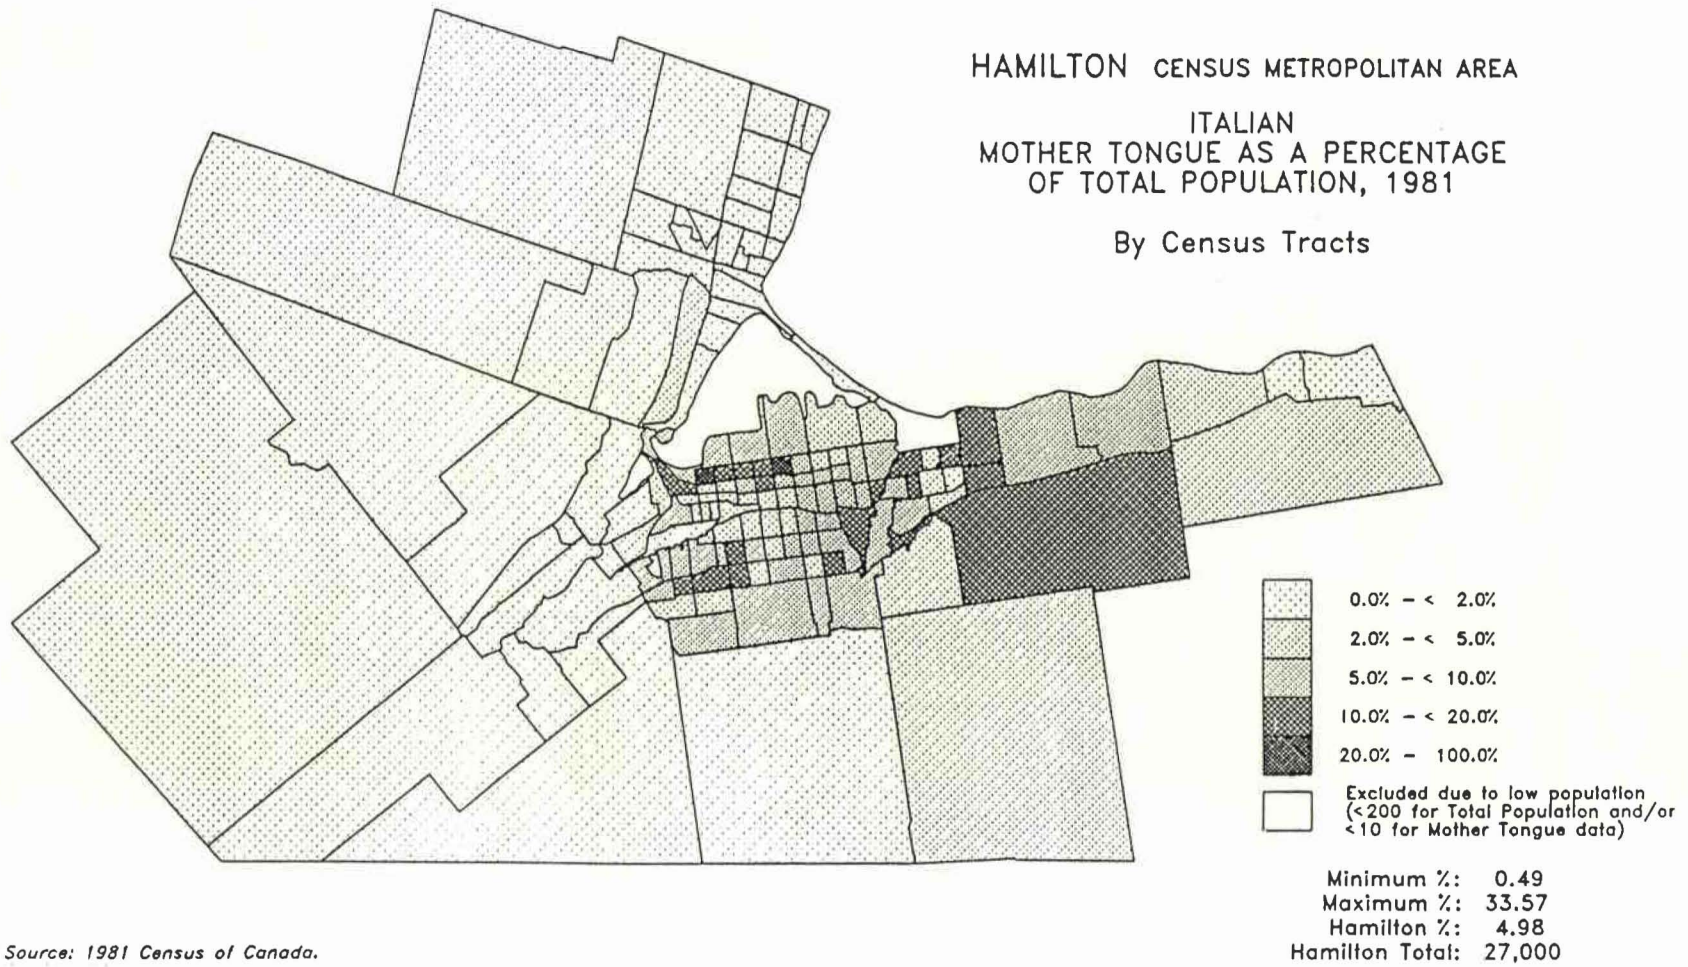 HAMILTON CENSUS METROPOLITAN AREA
ITALIAN
MOTHER TONGUE AS A PERCENTAGE
OF TOTAL POPULATION, 1981
By Census Tracts
0.0% - < 2.0%
2.0% - < 5.0%
5.0% - < 10.0%
10.0% - < 20.0%
20.0% - 100.0%
Excluded due to low population
(<200 for Total Population and/or
<10 for Mother Tongue data)
Minimum %: 0.49
Maximum %: 33.57
Hamilton %: 4.98
Hamilton Total: 27,000
Source: 1981 Census of Canada.